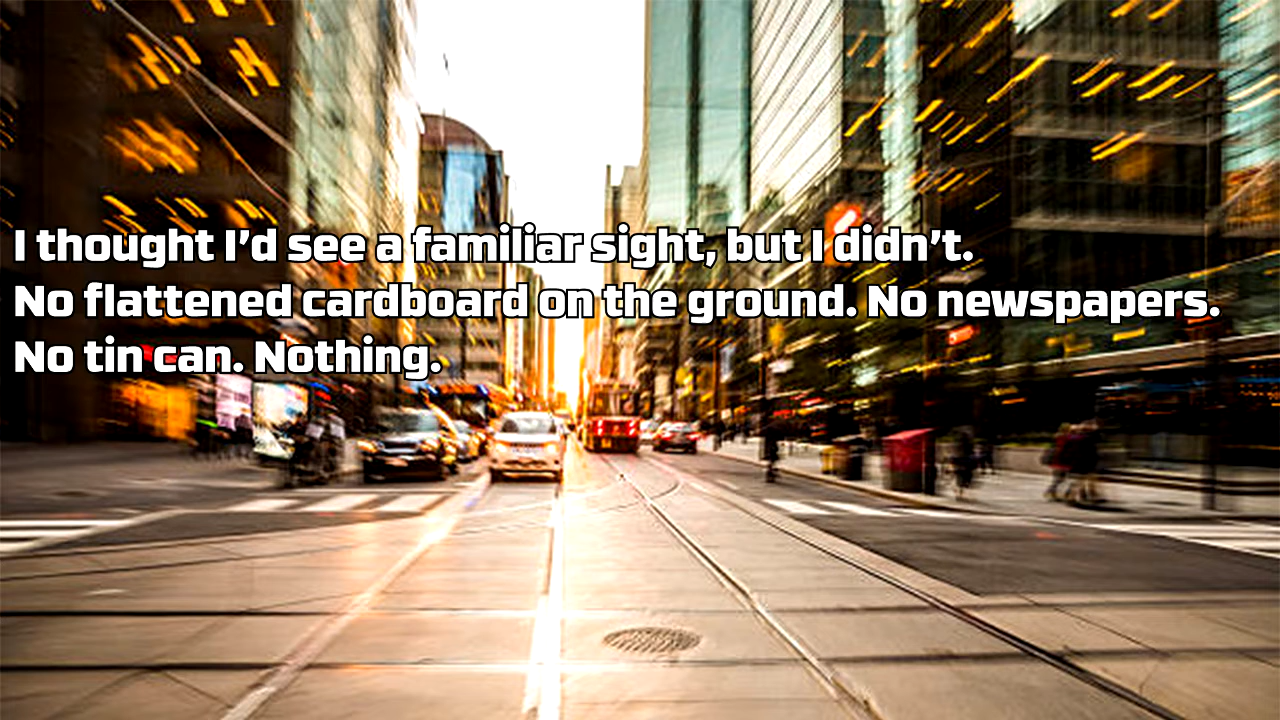 I thought I’d see a familiar sight, but I didn’t.
No flattened cardboard on the ground. No newspapers.
No tin can. Nothing.